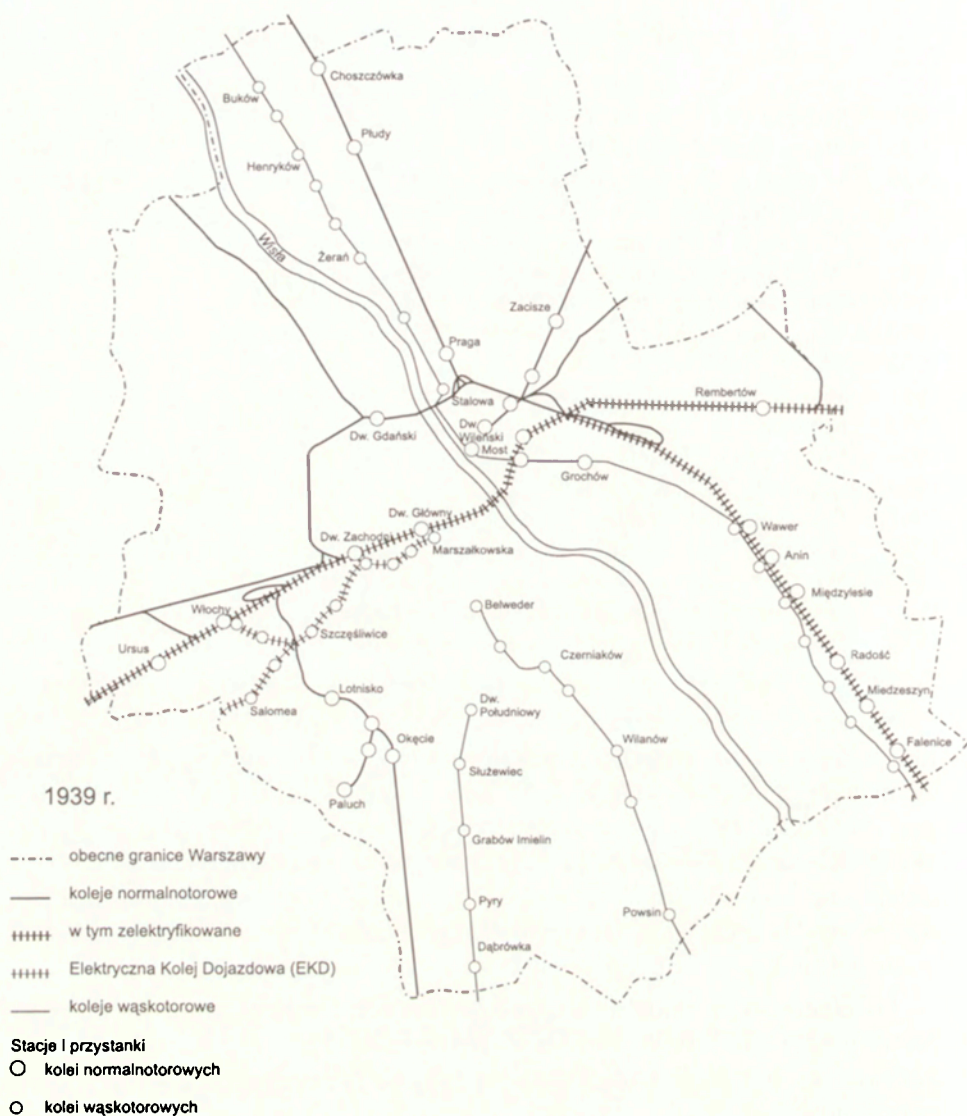 Choszczówka
Buków
Płudy
Henryków
Wisła
Żerań
Zacisze
Praga
Rembertów
Stalowa
Dw. Gdański
Dw.
Wileński
Most
Grochów
Dw. Główny
Wawer
Dw. Zachodni
Marszałkowska
Anin
Międzylesie
Włochy
Belweder
Szczęśliwice
Ursus
Czerniaków
Radość
Lotnisko
Miedzeszyn
Salomea
Dw.
Południowy
Okęcie
Wilanów
Falenice
Służewiec
Paluch
Grabów Imielin
Pyry
Powsin
Dąbrówka
1939 r.
obecne granice Warszawy
koleje normalnotorowe
w tym zelektryfikowane
Elektryczna Kolej Dojazdowa (EKD)
koleje wąskotorowe
Stacje I przystanki
kolei normalnotorowych
kolei wąskotorowych